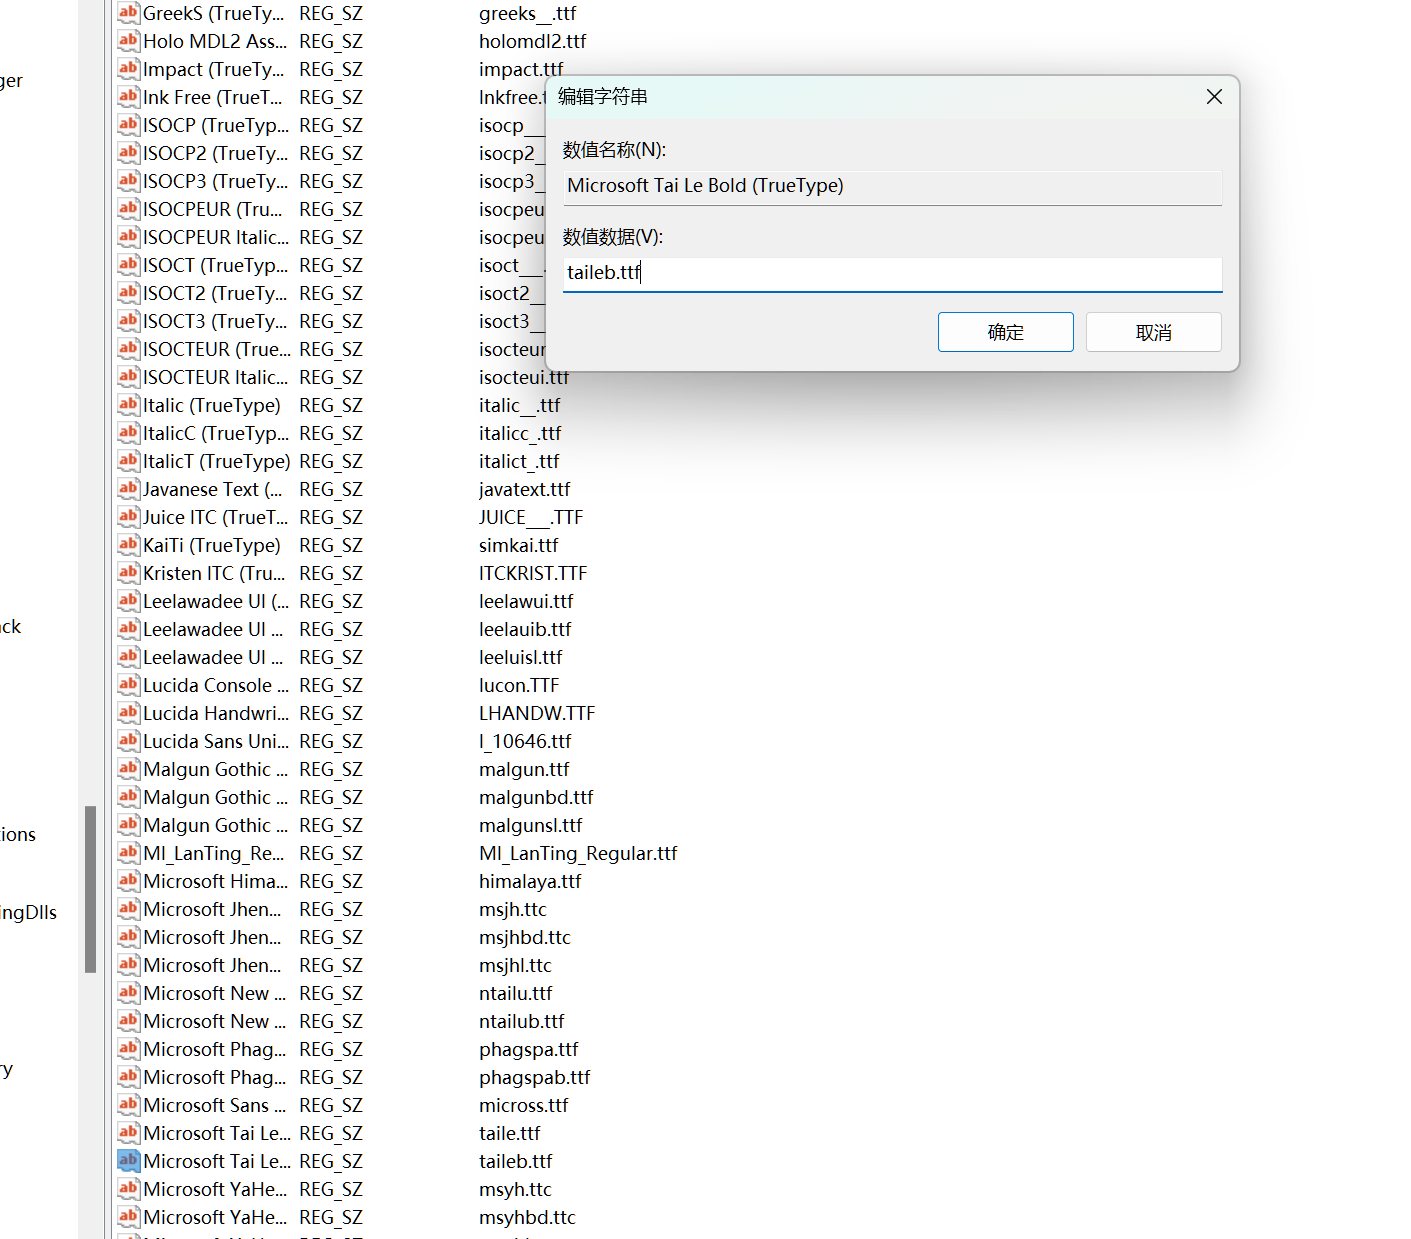 GreekS (TrueTy... REG_SZ greeks__.ttf
Holo MDL2 Ass... REG_SZ holomdl2.ttf
Impact (TrueTy... REG_SZ impact.ttf
Ink Free (TrueT... REG_SZ Inkfree.t
ISOCP (TrueTyp... REG_SZ isocp__
ISOCP2 (TrueTy... REG_SZ isocp2_
ISOCP3 (TrueTy... REG_SZ isocp3_
ISOCPEUR (Tru... REG_SZ isocpeu
ISOCPEUR Italic... REG_SZ isocpeu
ISOCT (TrueTyp... REG_SZ isoct___.
ISOCT2 (TrueTy... REG_SZ isoct2_
ISOCT3 (TrueTy... REG_SZ isoct3_
ISOCTEUR (True... REG_SZ isocteur
ISOCTEUR Italic... REG_SZ isocteui.ttf
Italic (TrueType) REG_SZ italic__.ttf
ItalicC (TrueTyp... REG_SZ italicc_.ttf
ItalicT (TrueType) REG_SZ italict_.ttf
Javanese Text (... REG_SZ javatext.ttf
Juice ITC (TrueT... REG_SZ JUICE___.TTF
KaiTi (TrueType) REG_SZ simkai.ttf
Kristen ITC (Tru... REG_SZ ITCKRIST.TTF
Leelawadee UI (... REG_SZ leelawui.ttf
Leelawadee UI ... REG_SZ leelauib.ttf
Leelawadee UI ... REG_SZ leeluisl.ttf
Lucida Console ... REG_SZ lucon.TTF
Lucida Handwri... REG_SZ LHANDW.TTF
Lucida Sans Uni... REG_SZ l_10646.ttf
Malgun Gothic ... REG_SZ malgun.ttf
Malgun Gothic ... REG_SZ malgunbd.ttf
Malgun Gothic ... REG_SZ malgunsl.ttf
MI_LanTing_Re... REG_SZ MI_LanTing_Regular.ttf
Microsoft Hima... REG_SZ himalaya.ttf
Microsoft Jhen... REG_SZ msjh.ttc
Microsoft Jhen... REG_SZ msjhbd.ttc
Microsoft Jhen... REG_SZ msjhl.ttc
Microsoft New ... REG_SZ ntailu.ttf
Microsoft New ... REG_SZ ntailub.ttf
Microsoft Phag... REG_SZ phagspa.ttf
Microsoft Phag... REG_SZ phagspab.ttf
Microsoft Sans ... REG_SZ micross.ttf
Microsoft Tai Le... REG_SZ taile.ttf
Microsoft Tai Le... REG_SZ taileb.ttf
Microsoft YaHe... REG_SZ msyh.ttc
Microsoft YaHe... REG_SZ msyhbd.ttc
ger
ack
tions
ingDlls
ry
编辑字符串
数值名称(N):
Microsoft Tai Le Bold (TrueType)
数值数据(V):
taileb.ttf
确定
取消